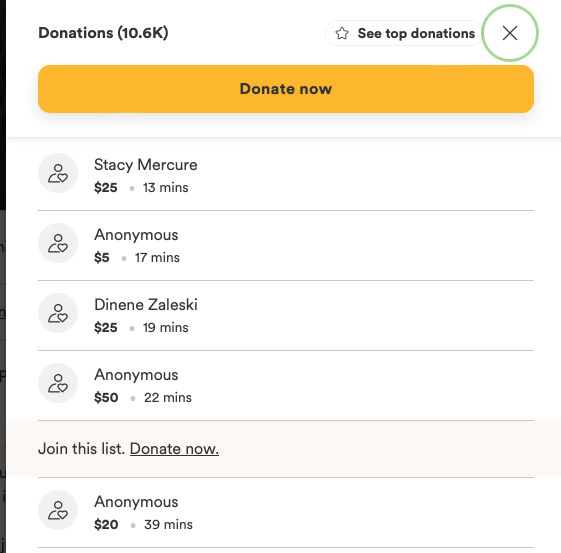 Donations (10.6K)
See top donations
Donate now
Stacy Mercure
$25 • 13 mins
Anonymous
$5 • 17 mins
Dinene Zaleski
$25 • 19 mins
Anonymous
$50 • 22 mins
Join this list. Donate now.
Anonymous
$20 • 39 mins